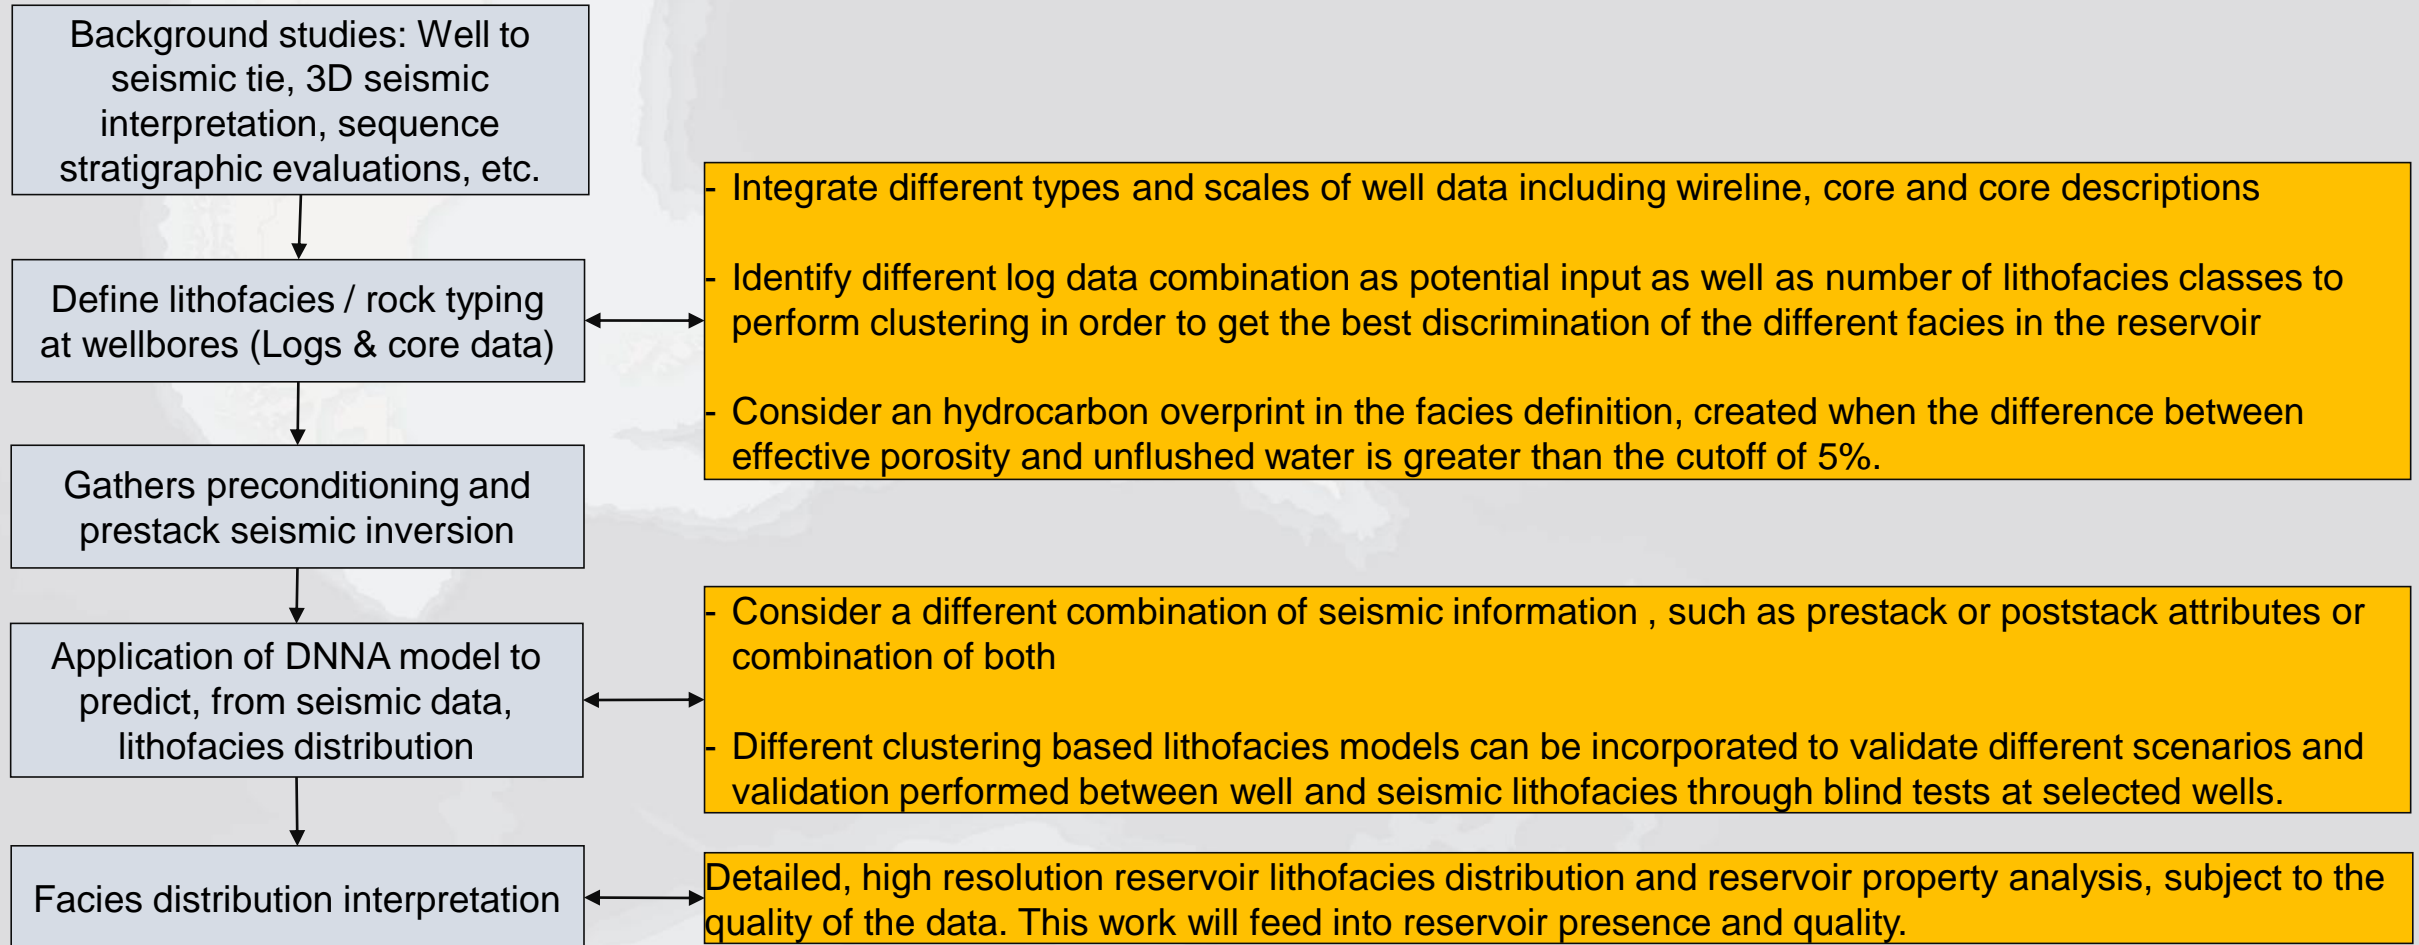 Background studies: Well to
seismic tie, 3D seismic
interpretation, sequence
stratigraphic evaluations, etc.
Define lithofacies / rock typing
at wellbores (Logs & core data)
- Integrate different types and scales of well data including wireline, core and core descriptions
- Identify different log data combination as potential input as well as number of lithofacies classes to
perform clustering in order to get the best discrimination of the different facies in the reservoir
- Consider an hydrocarbon overprint in the facies definition, created when the difference between
effective porosity and unflushed water is greater than the cutoff of 5%.
Gathers preconditioning and
prestack seismic inversion
Application of DNNA model to
predict, from seismic data,
lithofacies distribution
- Consider a different combination of seismic information , such as prestack or poststack attributes or
combination of both
- Different clustering based lithofacies models can be incorporated to validate different scenarios and
validation performed between well and seismic lithofacies through blind tests at selected wells.
Facies distribution interpretation
Detailed, high resolution reservoir lithofacies distribution and reservoir property analysis, subject to the
quality of the data. This work will feed into reservoir presence and quality.